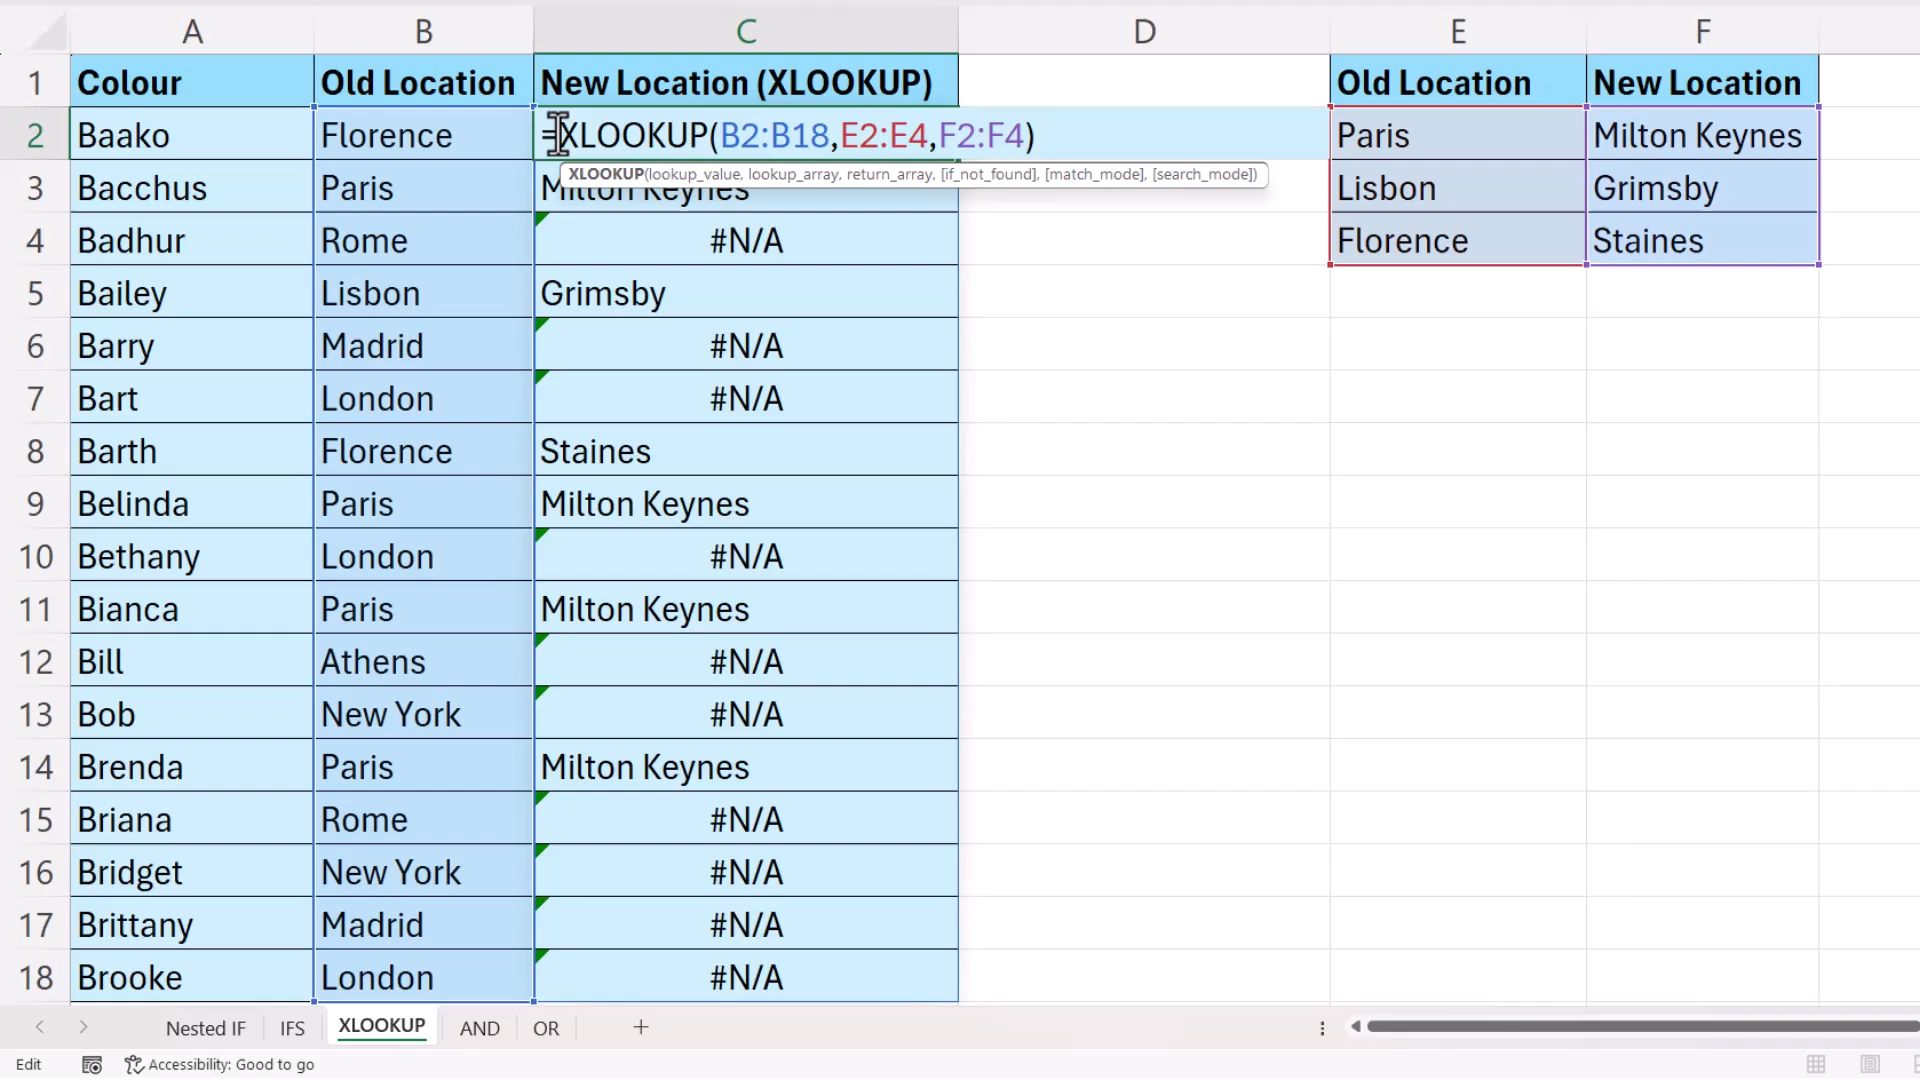 A B C D E F
1 Colour Old Location New Location (XLOOKUP) Old Location New Location
2 Baako Florence =XLOOKUP(B2:B18,E2:E4,F2:F4) Paris Milton Keynes
XLOOKUP(lookup_value, lookup_array, return_array, [if_not_found], [match_mode], [search_mode])
3 Bacchus Paris Milton Keynes Lisbon Grimsby
4 Badhur Rome #N/A Florence Staines
5 Bailey Lisbon Grimsby
6 Barry Madrid #N/A
7 Bart London #N/A
8 Barth Florence Staines
9 Belinda Paris Milton Keynes
10 Bethany London #N/A
11 Bianca Paris Milton Keynes
12 Bill Athens #N/A
13 Bob New York #N/A
14 Brenda Paris Milton Keynes
15 Briana Rome #N/A
16 Bridget New York #N/A
17 Brittany Madrid #N/A
18 Brooke London #N/A
Nested IF IFS XLOOKUP AND OR +
Edit Accessibility: Good to go